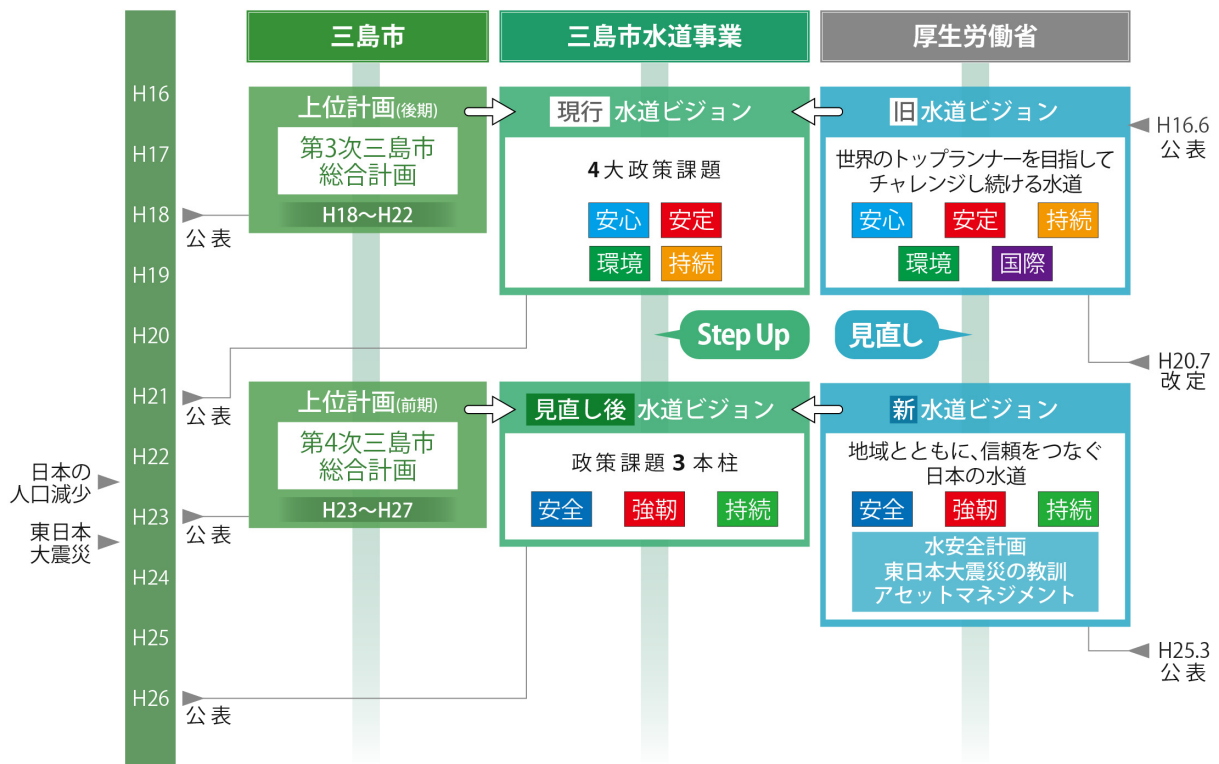 三島市
三島市水道事業
厚生労働省
H16
H17
H18
H19
H20
H21
H22
H23
H24
H25
H26
公表
公表
公表
公表
日本の
人口減少
東日本
大震災
上位計画(後期)
第3次三島市
総合計画
H18〜H22
現行 水道ビジョン
4大政策課題
安心 安定
環境 持続
旧 水道ビジョン
世界のトップランナーを目指して
チャレンジし続ける水道
安心 安定 持続
環境 国際
H16.6
公表
Step Up
見直し
H20.7
改定
上位計画(前期)
第4次三島市
総合計画
H23〜H27
見直し後 水道ビジョン
政策課題 3 本柱
安全 強靭 持続
新 水道ビジョン
地域とともに、信頼をつなぐ
日本の水道
安全 強靭 持続
水安全計画
東日本大震災の教訓
アセットマネジメント
H25.3
公表